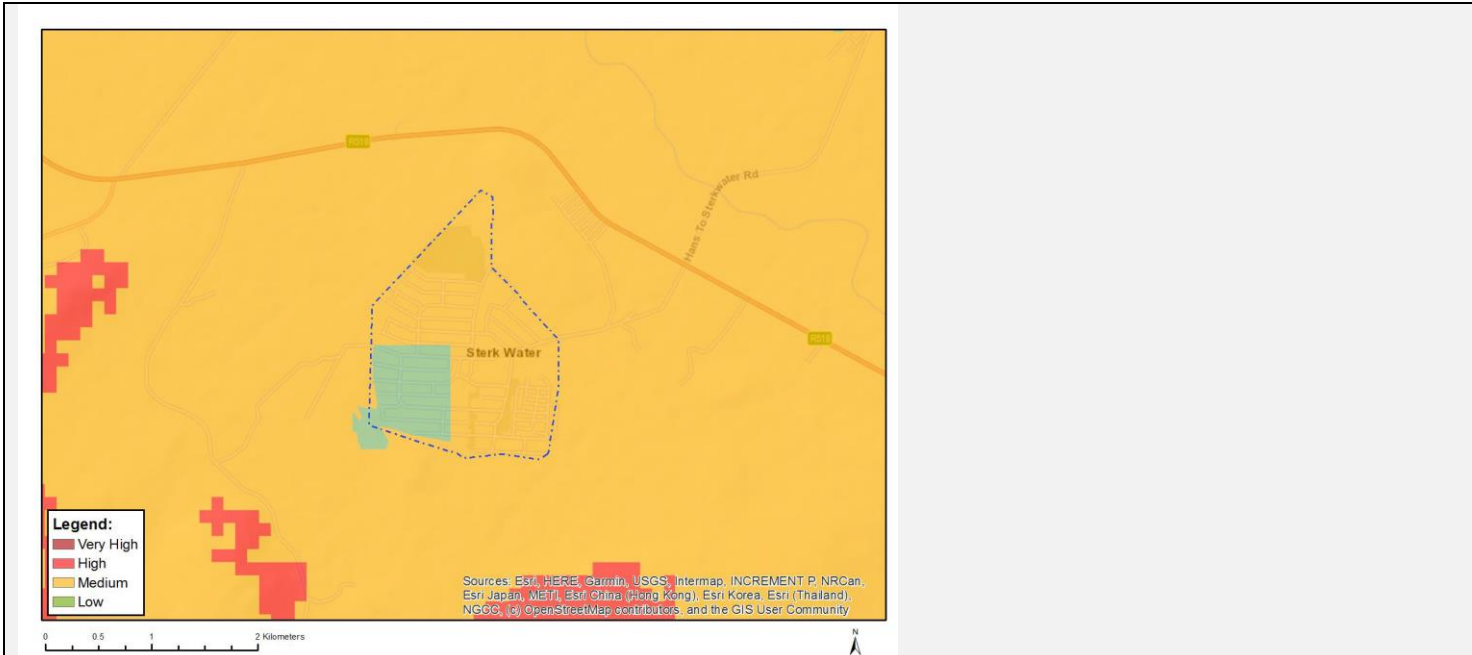 R518
Hans To Sterkwater Rd
R518
Sterk Water
Legend:
Very High
High
Medium
Low
Sources: Esri, HERE, Garmin, USGS, Intermap, INCREMENT P, NRCan,
Esri Japan, METI, Esri China (Hong Kong), Esri Korea, Esri (Thailand),
NGCC, (c) OpenStreetMap contributors, and the GIS User Community
0 0.5 1 2 Kilometers
N